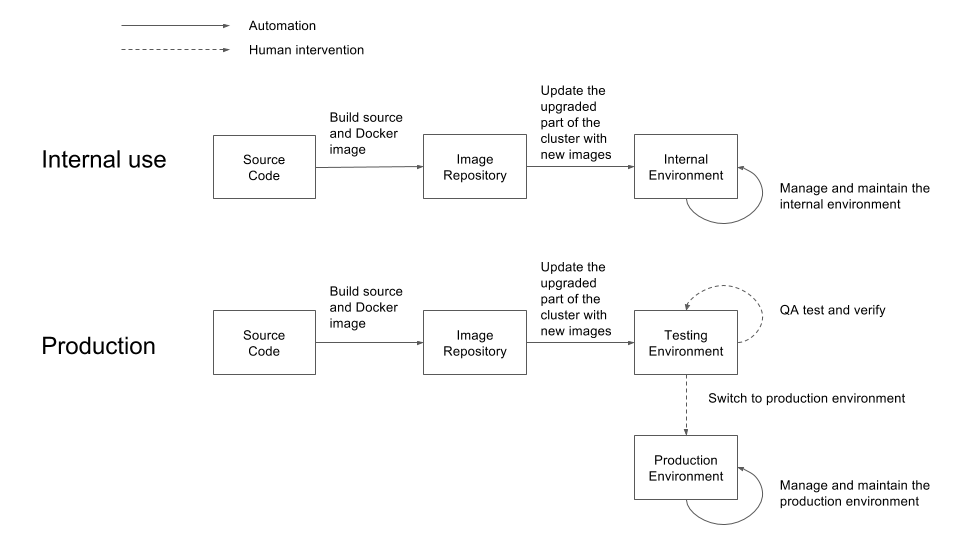 Automation
Human intervention
Internal use
Source
Code
Build source
and Docker
image
Image
Repository
Update the
upgraded
part of the
cluster with
new images
Internal
Environment
Manage and maintain the
internal environment
Production
Source
Code
Build source
and Docker
image
Image
Repository
Update the
upgraded
part of the
cluster with
new images
Testing
Environment
QA test and verify
Switch to production environment
Production
Environment
Manage and maintain the
production environment